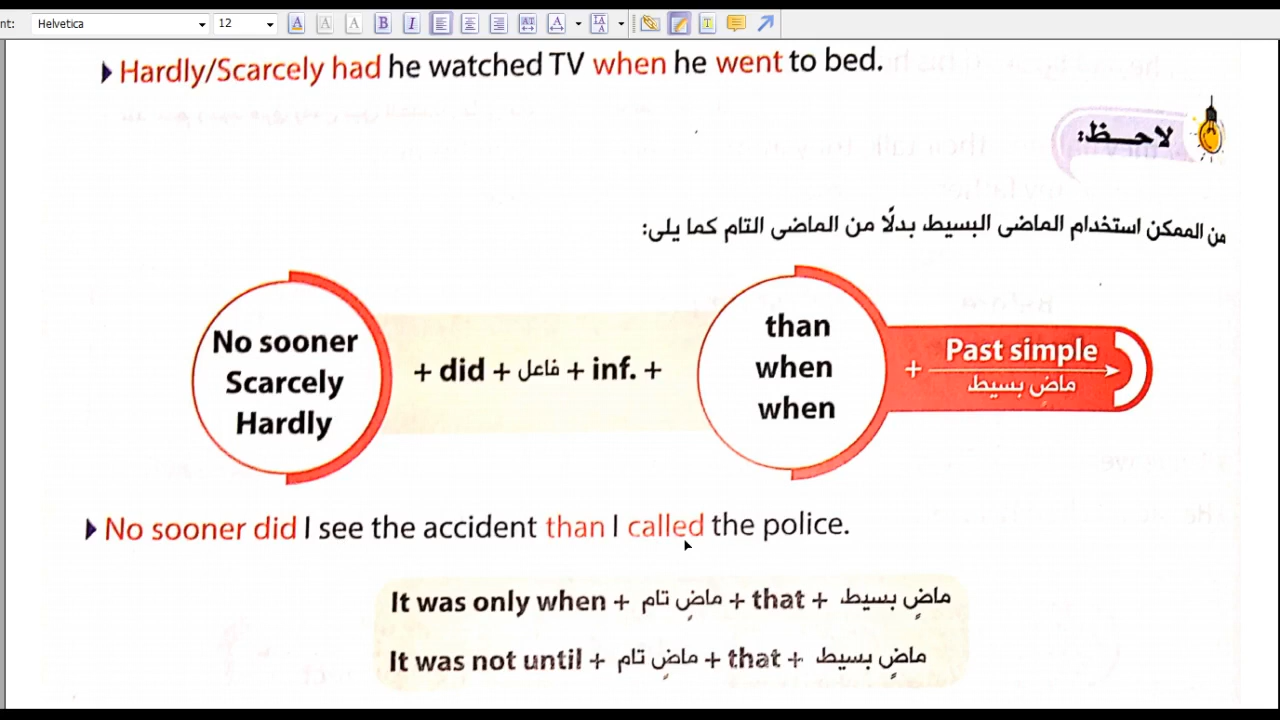 nt:
Helvetica
12
Hardly/Scarcely had he watched TV when he went to bed.
لاحـظ:
من الممكن استخدام الماضى البسيط بدلًا من الماضى التام كما يلى:
No sooner
Scarcely
Hardly
+ did + فاعل + inf. +
than
when
when
+ Past simple
ماضٍ بسيط
No sooner did I see the accident than I called the police.
It was only when + ماضٍ تام + that + ماضٍ بسيط
It was not until + ماضٍ تام + that + ماضٍ بسيط